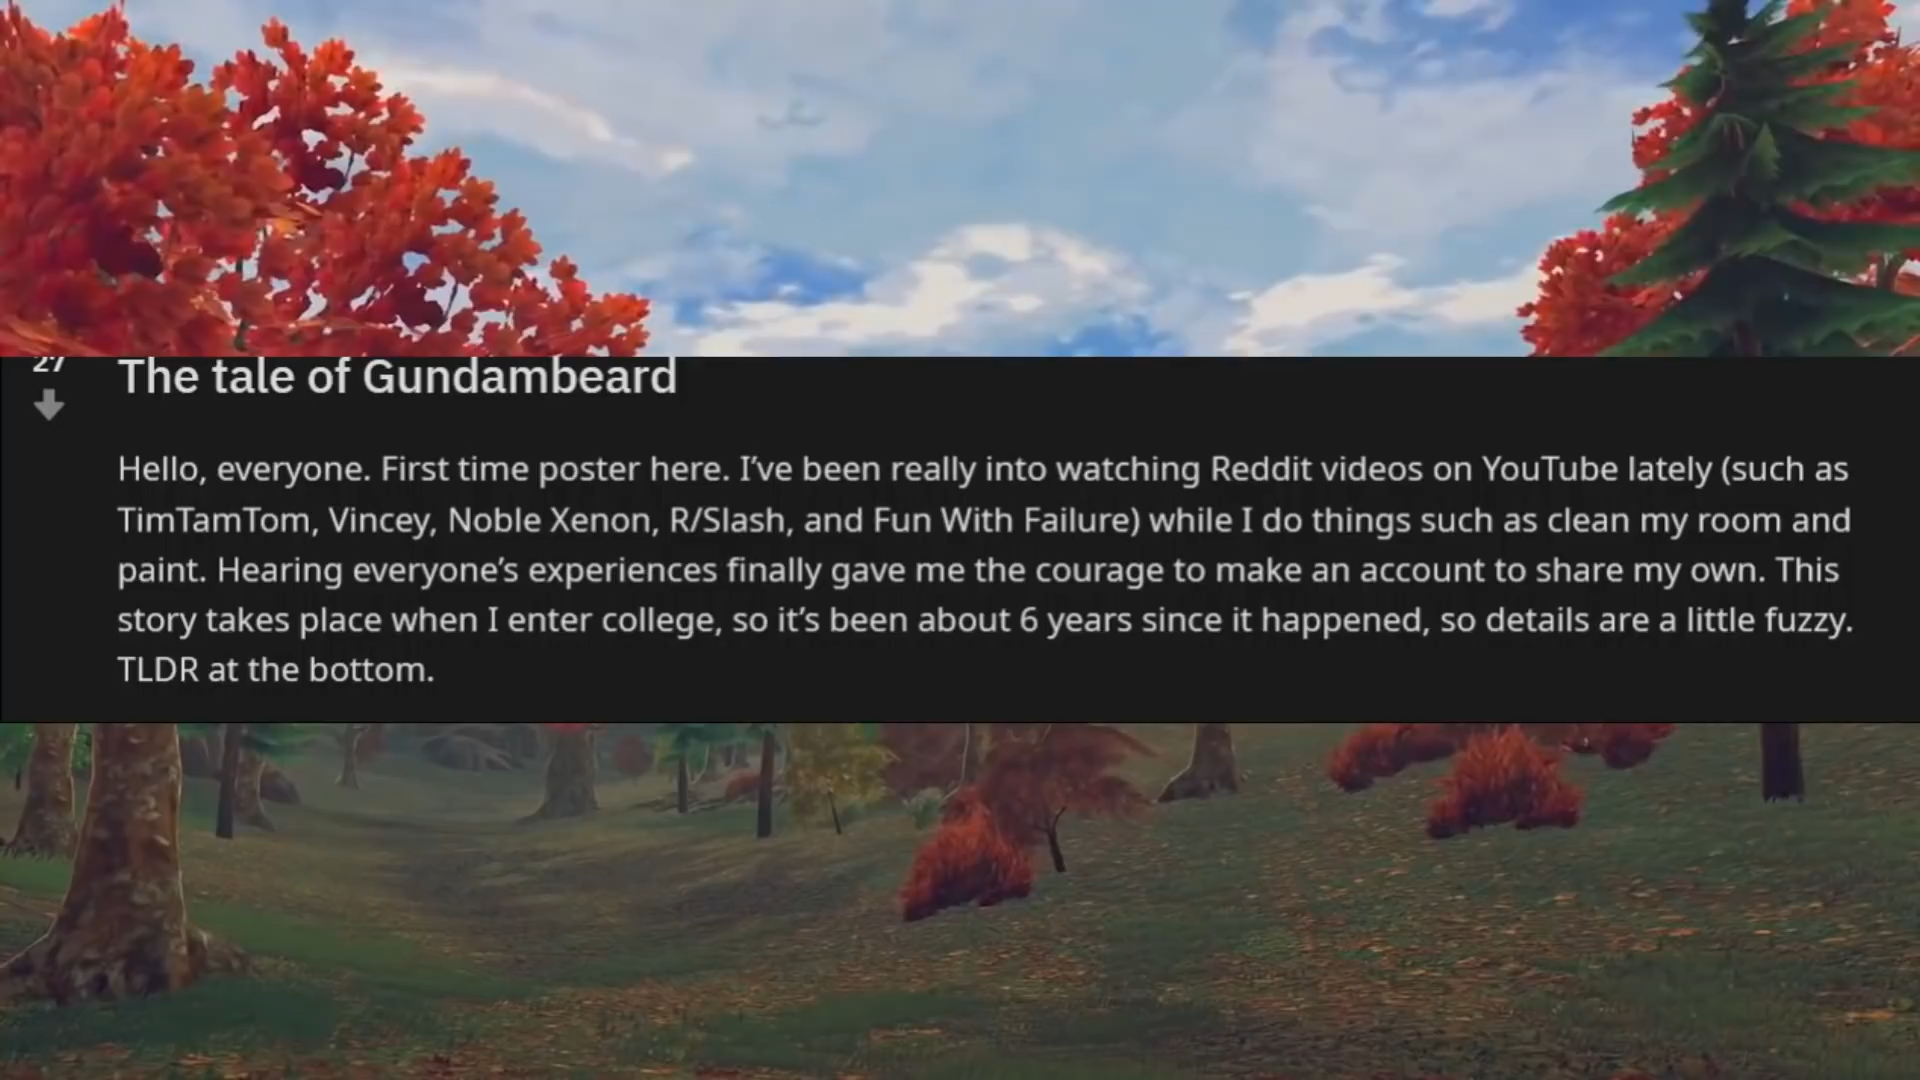 27
The tale of Gundambeard
Hello, everyone. First time poster here. I’ve been really into watching Reddit videos on YouTube lately (such as
TimTamTom, Vincey, Noble Xenon, R/Slash, and Fun With Failure) while I do things such as clean my room and
paint. Hearing everyone’s experiences finally gave me the courage to make an account to share my own. This
story takes place when I enter college, so it’s been about 6 years since it happened, so details are a little fuzzy.
TLDR at the bottom.